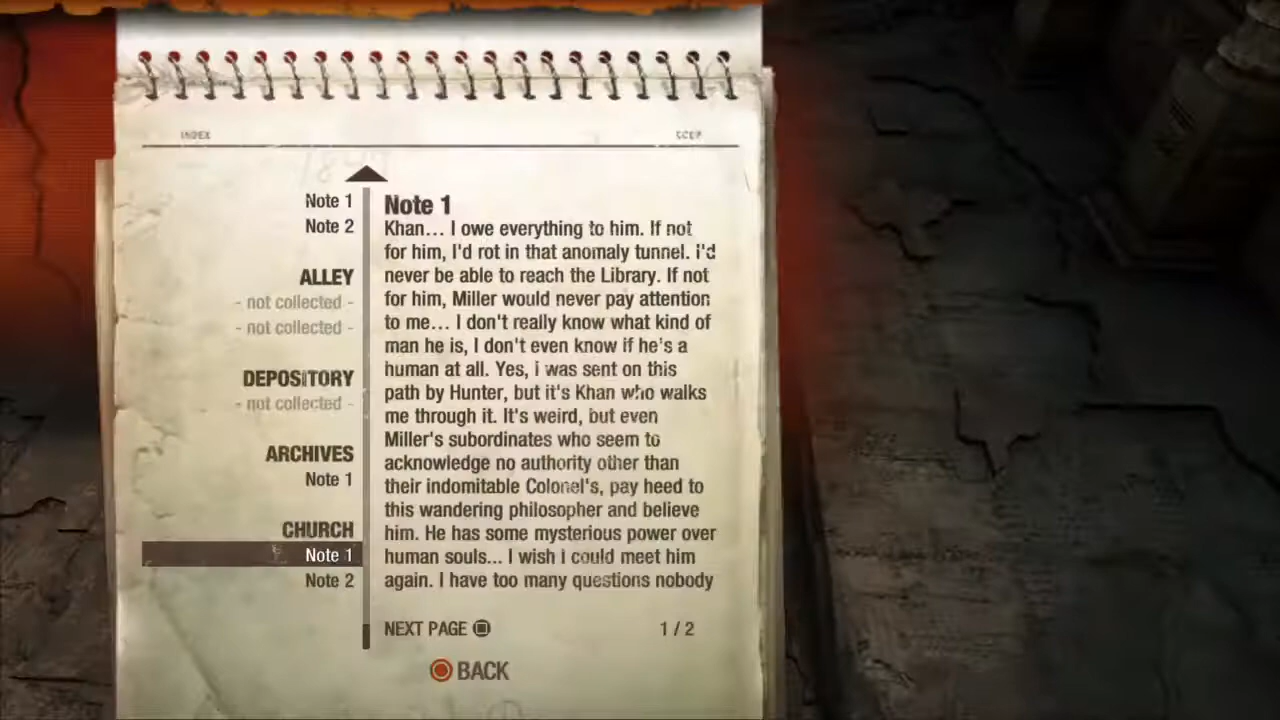 INDEX
Note 1
Note 2
ALLEY
- not collected -
- not collected -
DEPOSITORY
- not collected -
ARCHIVES
Note 1
CHURCH
Note 1
Note 2
Note 1
Khan... I owe everything to him. If not
for him, I'd rot in that anomaly tunnel. I'd
never be able to reach the Library. If not
for him, Miller would never pay attention
to me... I don't really know what kind of
man he is, I don't even know if he's a
human at all. Yes, I was sent on this
path by Hunter, but it's Khan who walks
me through it. It's weird, but even
Miller's subordinates who seem to
acknowledge no authority other than
their indomitable Colonel's, pay heed to
this wandering philosopher and believe
him. He has some mysterious power over
human souls... I wish I could meet him
again. I have too many questions nobody
NEXT PAGE
1 / 2
BACK